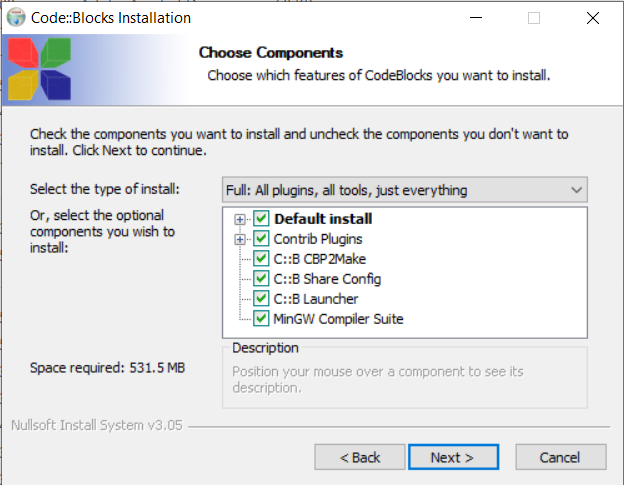 Code::Blocks Installation
Choose Components
Choose which features of CodeBlocks you want to install.
Check the components you want to install and uncheck the components you don't want to
install. Click Next to continue.
Select the type of install:
Full: All plugins, all tools, just everything
Or, select the optional
components you wish to
install:
Default install
Contrib Plugins
C::B CBP2Make
C::B Share Config
C::B Launcher
MinGW Compiler Suite
Space required: 531.5 MB
Description
Position your mouse over a component to see its
description.
Nullsoft Install System v3.05
< Back
Next >
Cancel